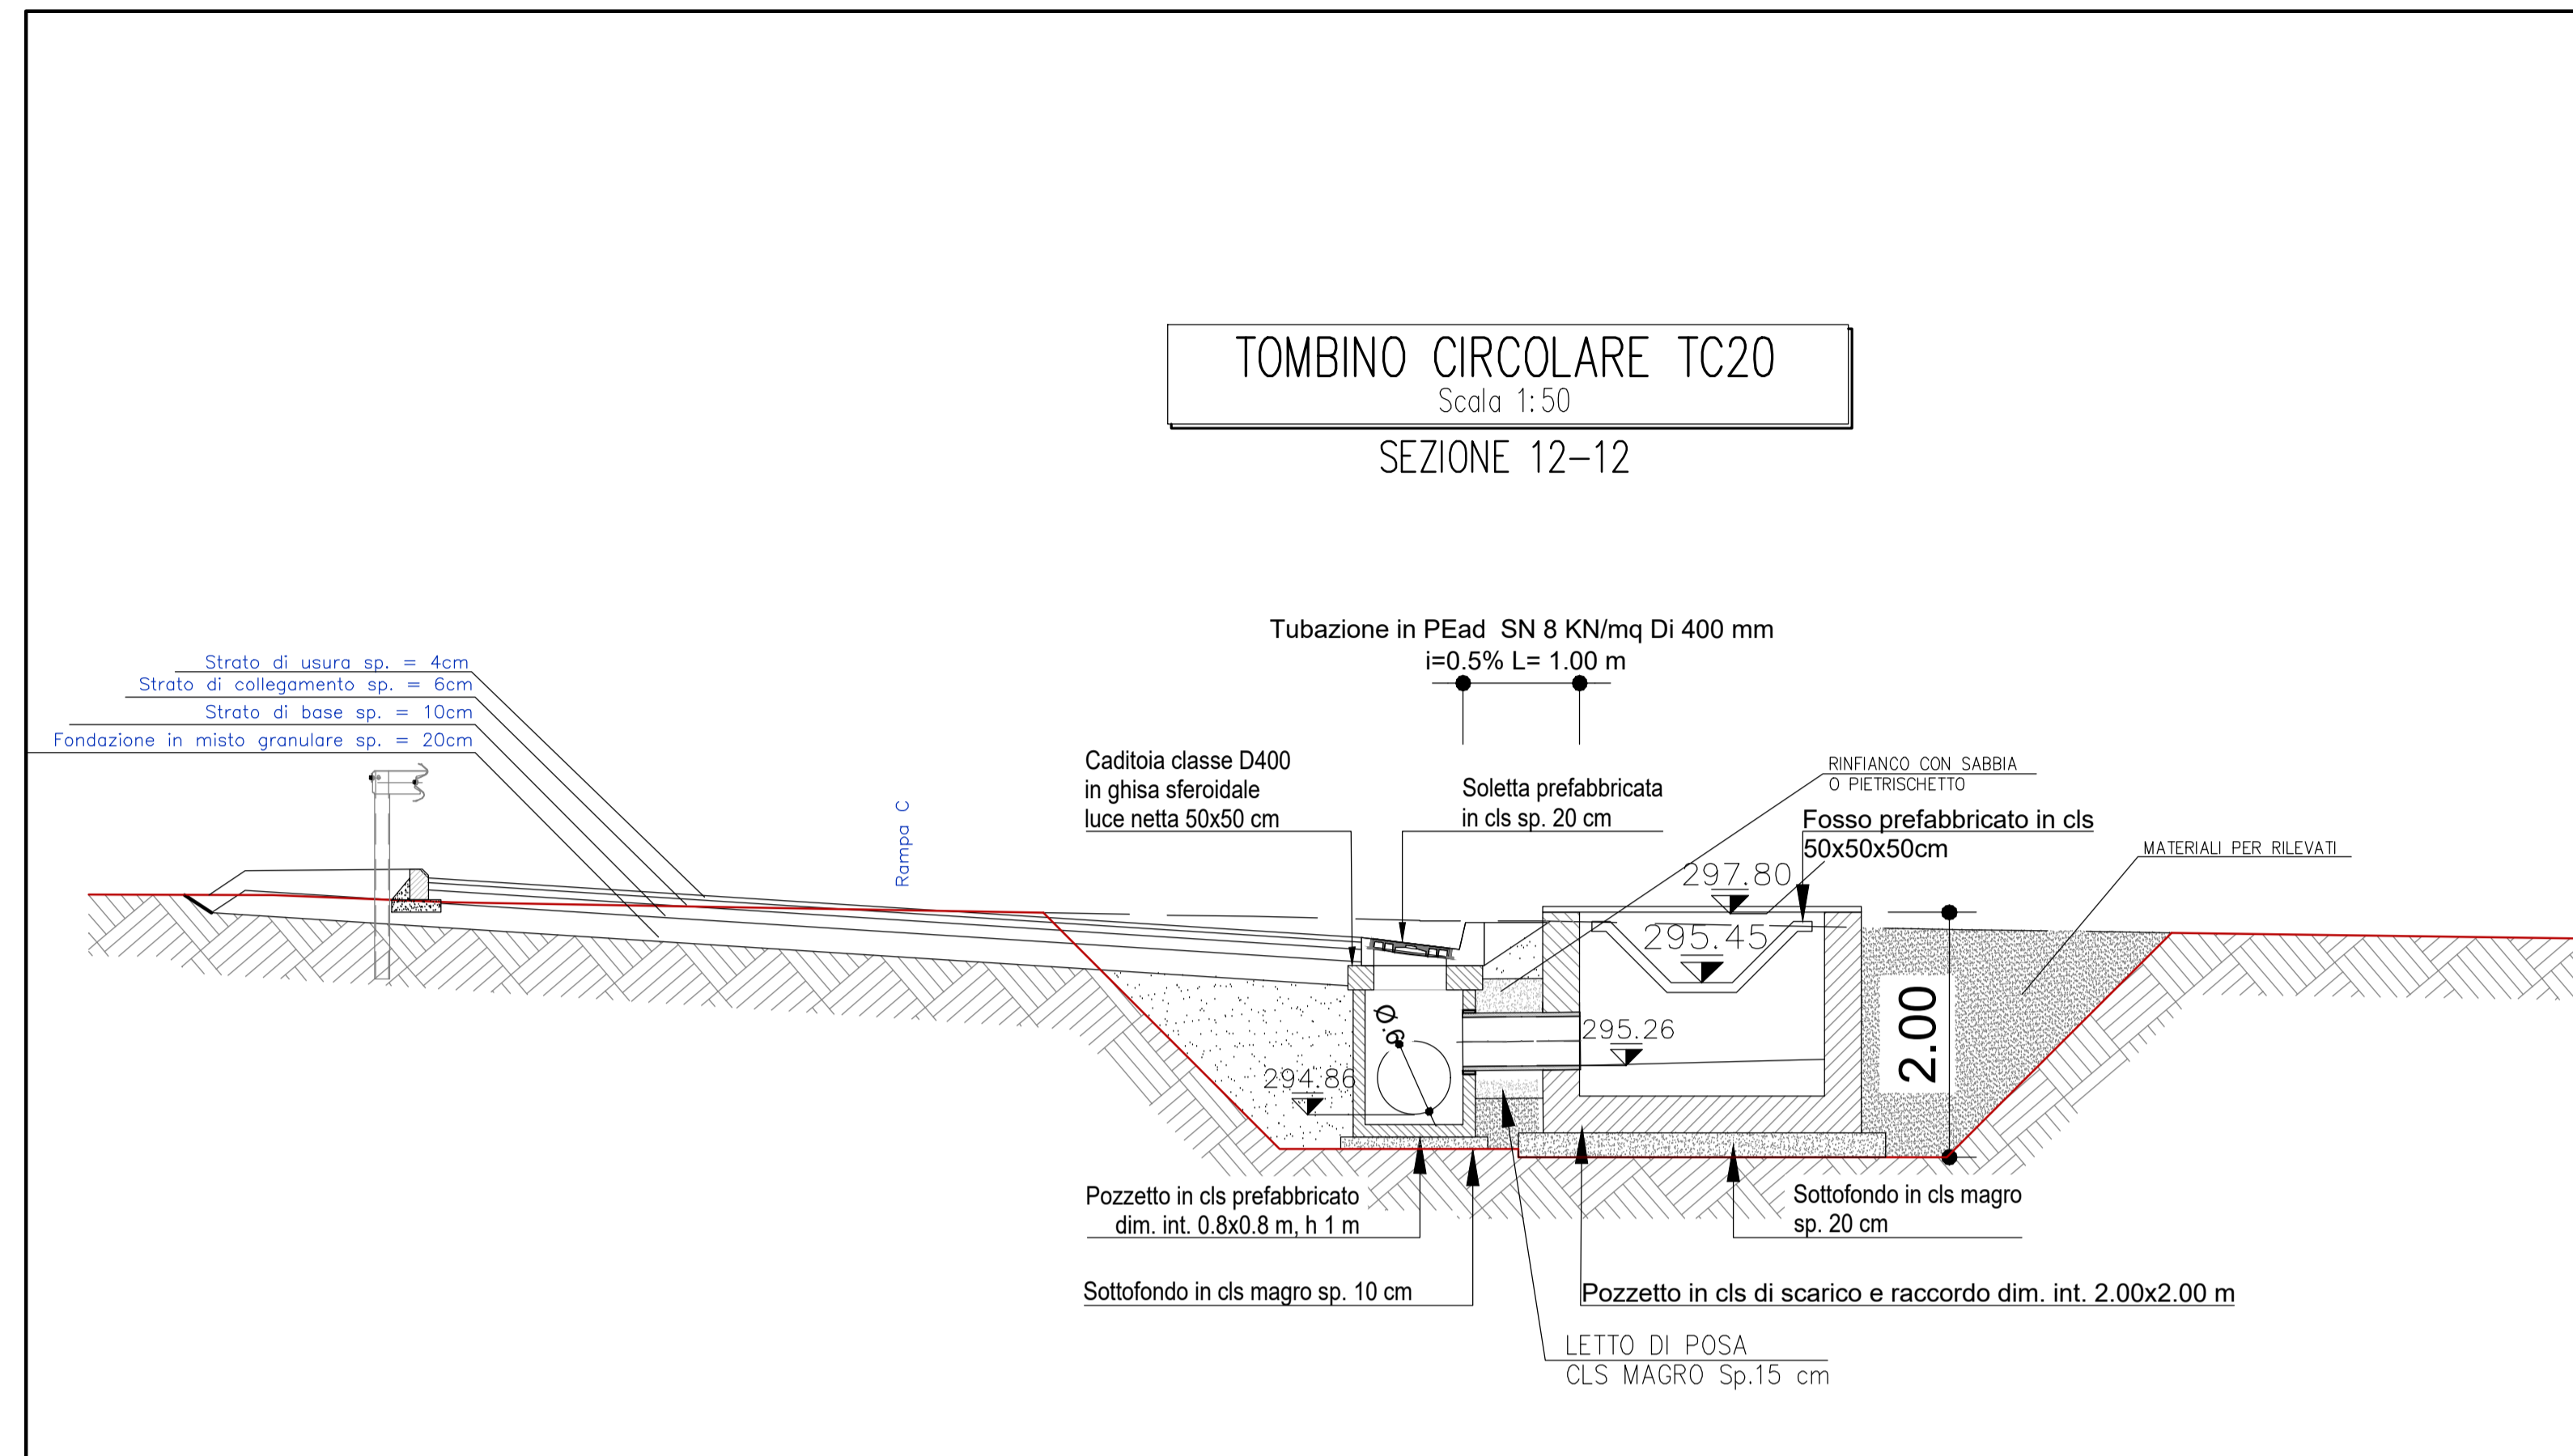 TOMBINO CIRCOLARE TC20
Scala 1:50
SEZIONE 12-12
Tubazione in PEad SN 8 KN/mq Di 400 mm
i=0.5% L= 1.00 m
Strato di usura sp. = 4cm
Strato di collegamento sp. = 6cm
Strato di base sp. = 10cm
Fondazione in misto granulare sp. = 20cm
Rampa C
Caditoia classe D400
in ghisa sferoidale
luce netta 50x50 cm
Soletta prefabbricata
in cls sp. 20 cm
RINFIANCO CON SABBIA
O PIETRISCHETTO
Fosso prefabbricato in cls
50x50x50cm
MATERIALI PER RILEVATI
297.80
295.45
295.26
294.86
Ø.6
2.00
Pozzetto in cls prefabbricato
dim. int. 0.8x0.8 m, h 1 m
Sottofondo in cls magro
sp. 20 cm
Sottofondo in cls magro sp. 10 cm
Pozzetto in cls di scarico e raccordo dim. int. 2.00x2.00 m
LETTO DI POSA
CLS MAGRO Sp.15 cm